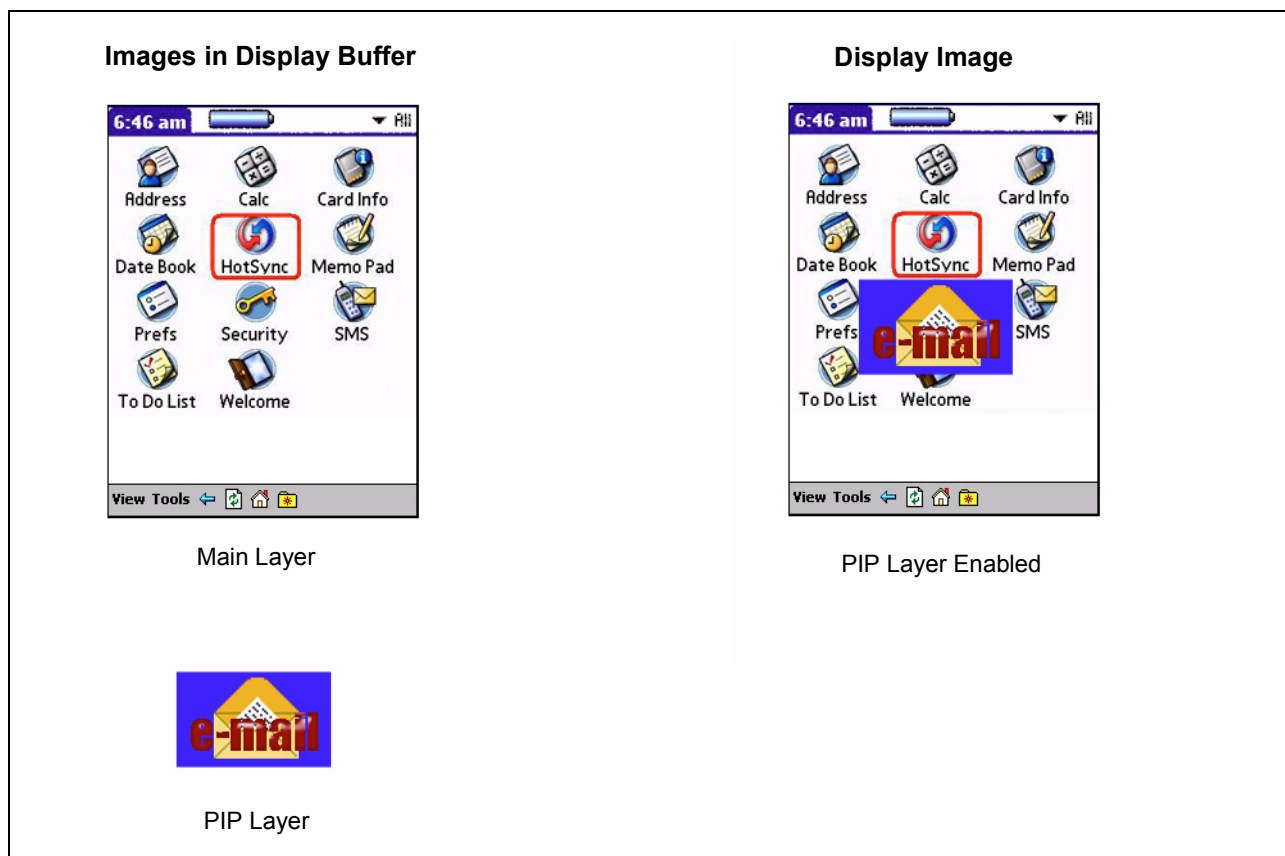 Images in Display Buffer
Display Image
6:46 am
All
Address Calc Card Info
Date Book HotSync Memo Pad
Prefs Security SMS
To Do List Welcome
View Tools
Main Layer
e-mail
PIP Layer
6:46 am
All
Address Calc Card Info
Date Book HotSync Memo Pad
Prefs SMS
e-mail
To Do List Welcome
View Tools
PIP Layer Enabled